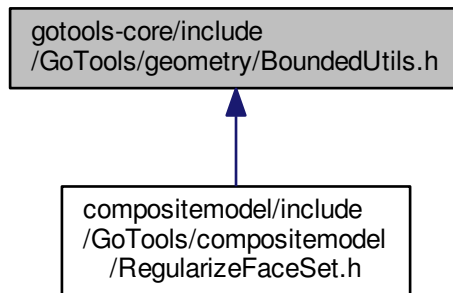 gotools-core/include
/GoTools/geometry/BoundedUtils.h
compositemodel/include
/GoTools/compositemodel
/RegularizeFaceSet.h